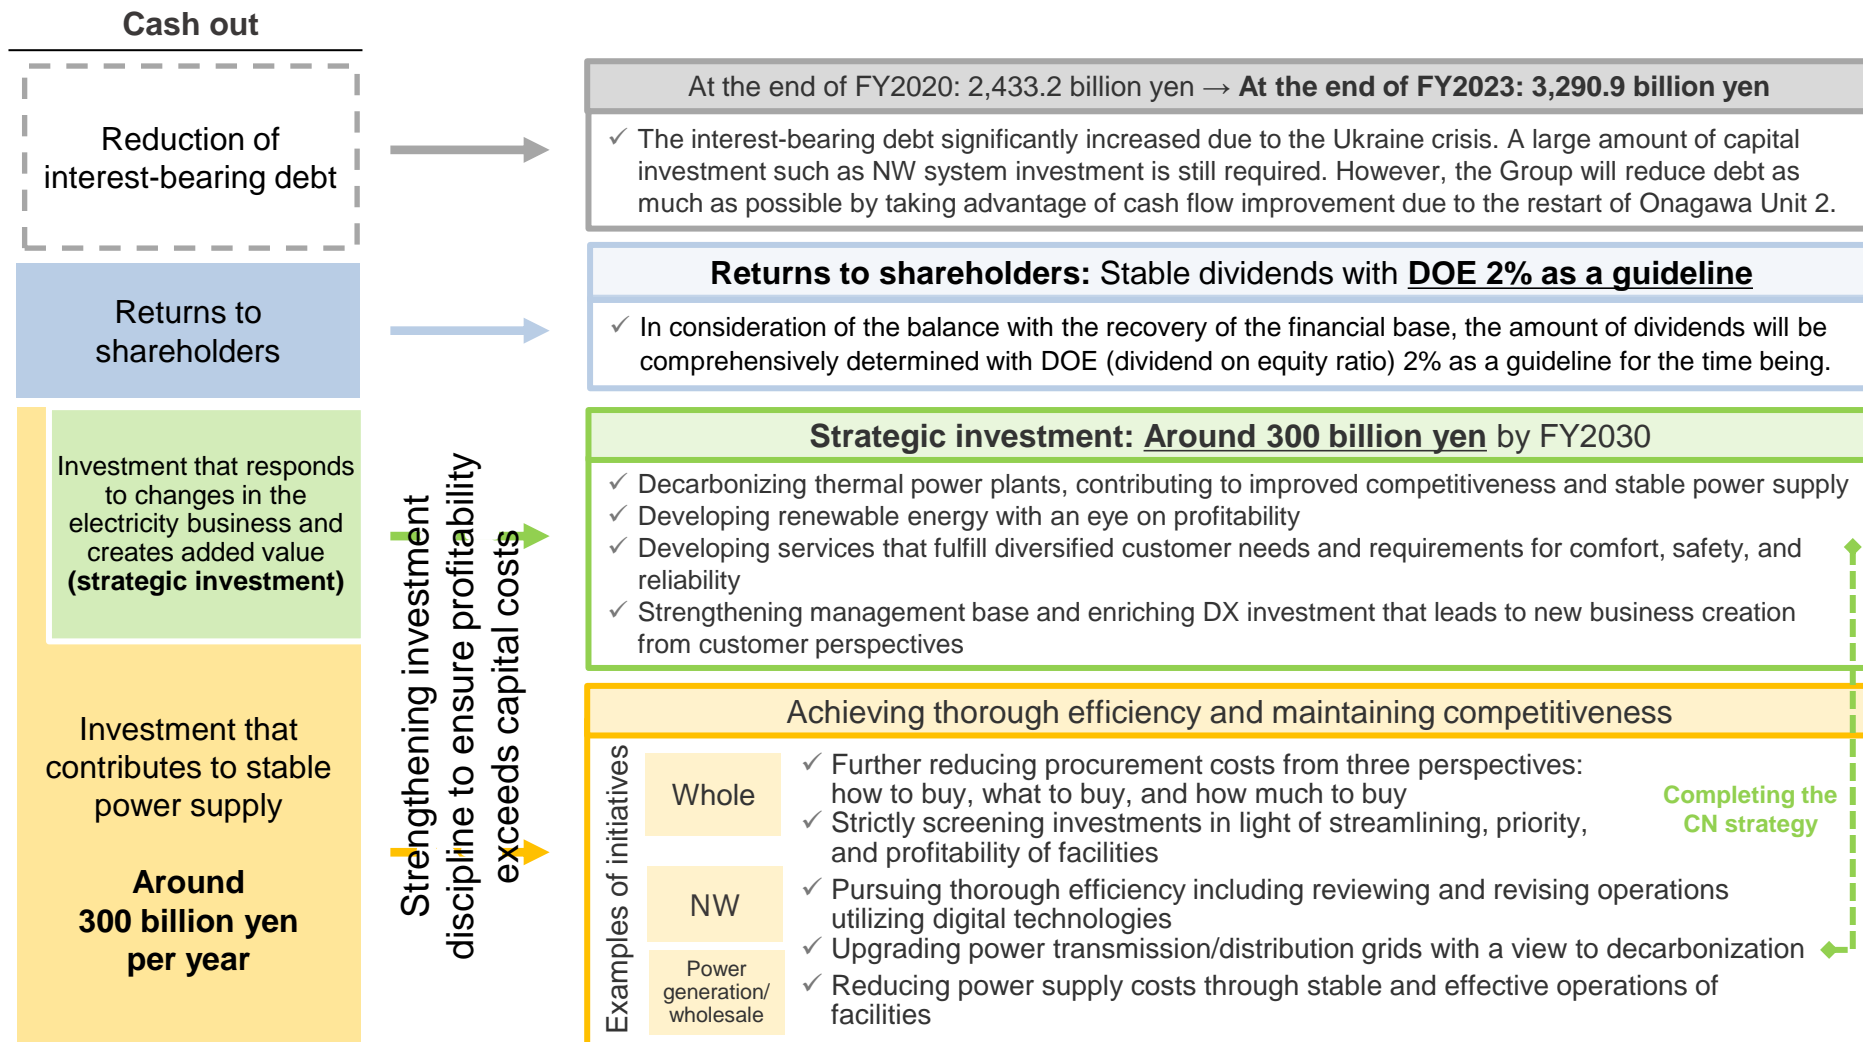 Cash out
Reduction of
interest-bearing debt
At the end of FY2020: 2,433.2 billion yen → At the end of FY2023: 3,290.9 billion yen
✓ The interest-bearing debt significantly increased due to the Ukraine crisis. A large amount of capital
investment such as NW system investment is still required. However, the Group will reduce debt as
much as possible by taking advantage of cash flow improvement due to the restart of Onagawa Unit 2.
Returns to
shareholders
Returns to shareholders: Stable dividends with DOE 2% as a guideline
✓ In consideration of the balance with the recovery of the financial base, the amount of dividends will be
comprehensively determined with DOE (dividend on equity ratio) 2% as a guideline for the time being.
Investment that responds
to changes in the
electricity business and
creates added value
(strategic investment)
Investment that
contributes to stable
power supply
Around
300 billion yen
per year
Strengthening investment
discipline to ensure profitability
exceeds capital costs
Strategic investment: Around 300 billion yen by FY2030
✓ Decarbonizing thermal power plants, contributing to improved competitiveness and stable power supply
✓ Developing renewable energy with an eye on profitability
✓ Developing services that fulfill diversified customer needs and requirements for comfort, safety, and
reliability
✓ Strengthening management base and enriching DX investment that leads to new business creation
from customer perspectives
Achieving thorough efficiency and maintaining competitiveness
Examples of initiatives
Whole
✓ Further reducing procurement costs from three perspectives:
how to buy, what to buy, and how much to buy
✓ Strictly screening investments in light of streamlining, priority,
and profitability of facilities
Completing the
CN strategy
NW
✓ Pursuing thorough efficiency including reviewing and revising operations
utilizing digital technologies
✓ Upgrading power transmission/distribution grids with a view to decarbonization
Power
generation/
wholesale
✓ Reducing power supply costs through stable and effective operations of
facilities